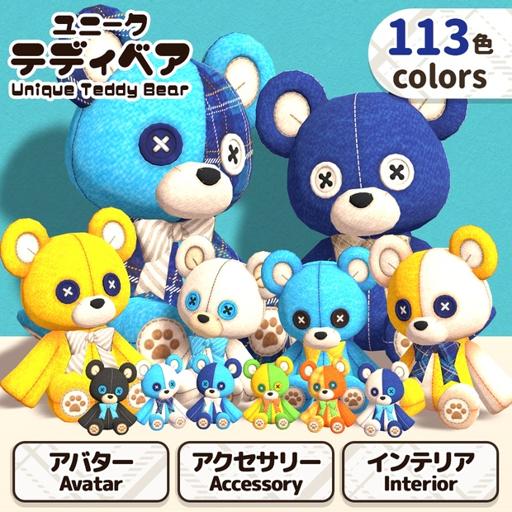 ユニーク
テディベア
Unique Teddy Bear
113色
colors
アバター
Avatar
アクセサリー
Accessory
インテリア
Interior